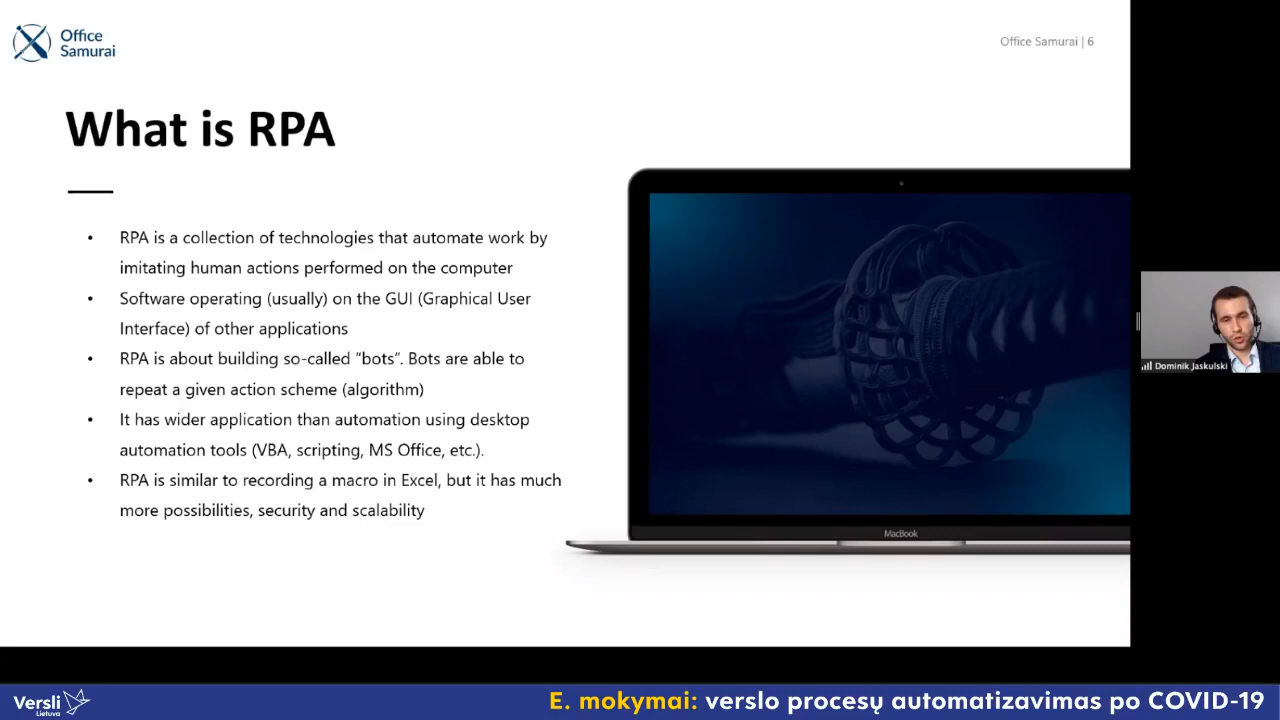 Office
Samurai
Office Samurai | 6
What is RPA
• RPA is a collection of technologies that automate work by
imitating human actions performed on the computer
• Software operating (usually) on the GUI (Graphical User
Interface) of other applications
• RPA is about building so-called “bots”. Bots are able to
repeat a given action scheme (algorithm)
• It has wider application than automation using desktop
automation tools (VBA, scripting, MS Office, etc.).
• RPA is similar to recording a macro in Excel, but it has much
more possibilities, security and scalability
MacBook
Dominik Jaskulski
Versli
Lietuva
E. mokymai: verslo procesų automatizavimas po COVID-19